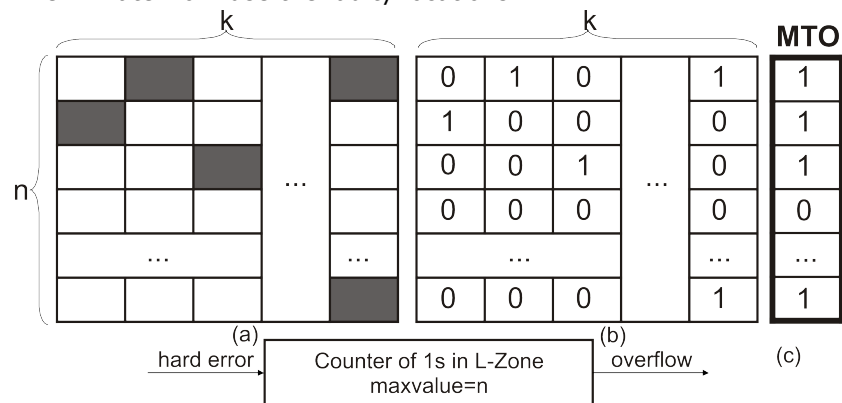 k
k
MTO
n
0 1 0 1 1
1 0 0 0 1
... 0 0 1 ... 0 1
0 0 0 0 0
... ... ... ... ...
0 0 0 1 1
(a) (b) (c)
hard error Counter of 1s in L-Zone overflow
maxvalue=n